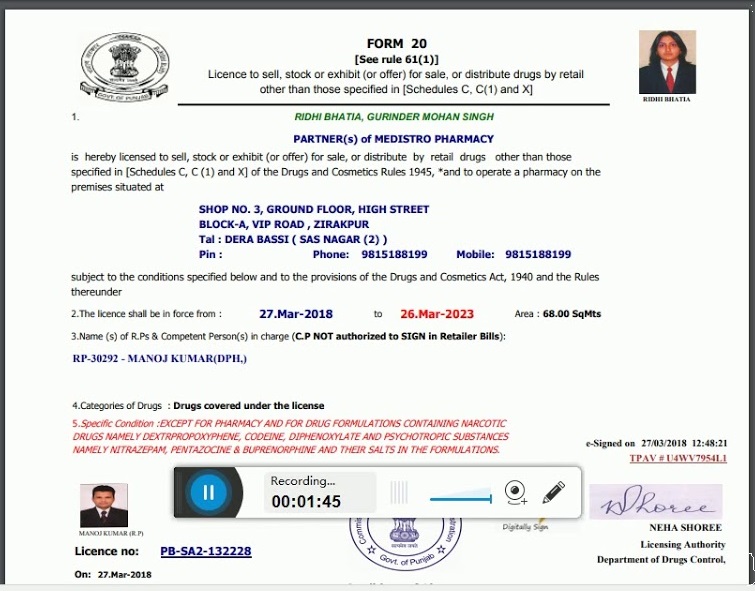 FORM 20
[See rule 61(1)]
Licence to sell, stock or exhibit (or offer) for sale, or distribute drugs by retail
other than those specified in [Schedules C, C(1) and X]
GOVT. OF PUNJAB
RIDHI BHATIA
1.
RIDHI BHATIA, GURINDER MOHAN SINGH
PARTNER(s) of MEDISTRO PHARMACY
is hereby licensed to sell, stock or exhibit (or offer) for sale, or distribute by retail drugs other than those
specified in [Schedules C, C (1) and X] of the Drugs and Cosmetics Rules 1945, *and to operate a pharmacy on the
premises situated at
SHOP NO. 3, GROUND FLOOR, HIGH STREET
BLOCK-A, VIP ROAD , ZIRAKPUR
Tal : DERA BASSI ( SAS NAGAR (2) )
Pin : Phone: 9815188199 Mobile: 9815188199
subject to the conditions specified below and to the provisions of the Drugs and Cosmetics Act, 1940 and the Rules
thereunder
2.The licence shall be in force from : 27.Mar-2018 to 26.Mar-2023 Area : 68.00 SqMts
3.Name (s) of R.Ps & Competent Person(s) in charge (C.P NOT authorized to SIGN in Retailer Bills):
RP-30292 - MANOJ KUMAR(DPH,)
4.Categories of Drugs : Drugs covered under the license
5.Specific Condition :EXCEPT FOR PHARMACY AND FOR DRUG FORMULATIONS CONTAINING NARCOTIC
DRUGS NAMELY DEXTRPROPOXYPHENE, CODEINE, DIPHENOXYLATE AND PSYCHOTROPIC SUBSTANCES
NAMELY NITRAZEPAM, PENTAZOCINE & BUPRENORPHINE AND THEIR SALTS IN THE FORMULATIONS.
e-Signed on 27/03/2018 12:48:21
TPAV # U4WV7954L1
Recording...
00:01:45
MANOJ KUMAR (R.P)
Govt. of Punjab
Digitally Sign
NShoree
NEHA SHOREE
Licensing Authority
Department of Drugs Control,
Licence no: PB-SA2-132228
On: 27.Mar-2018